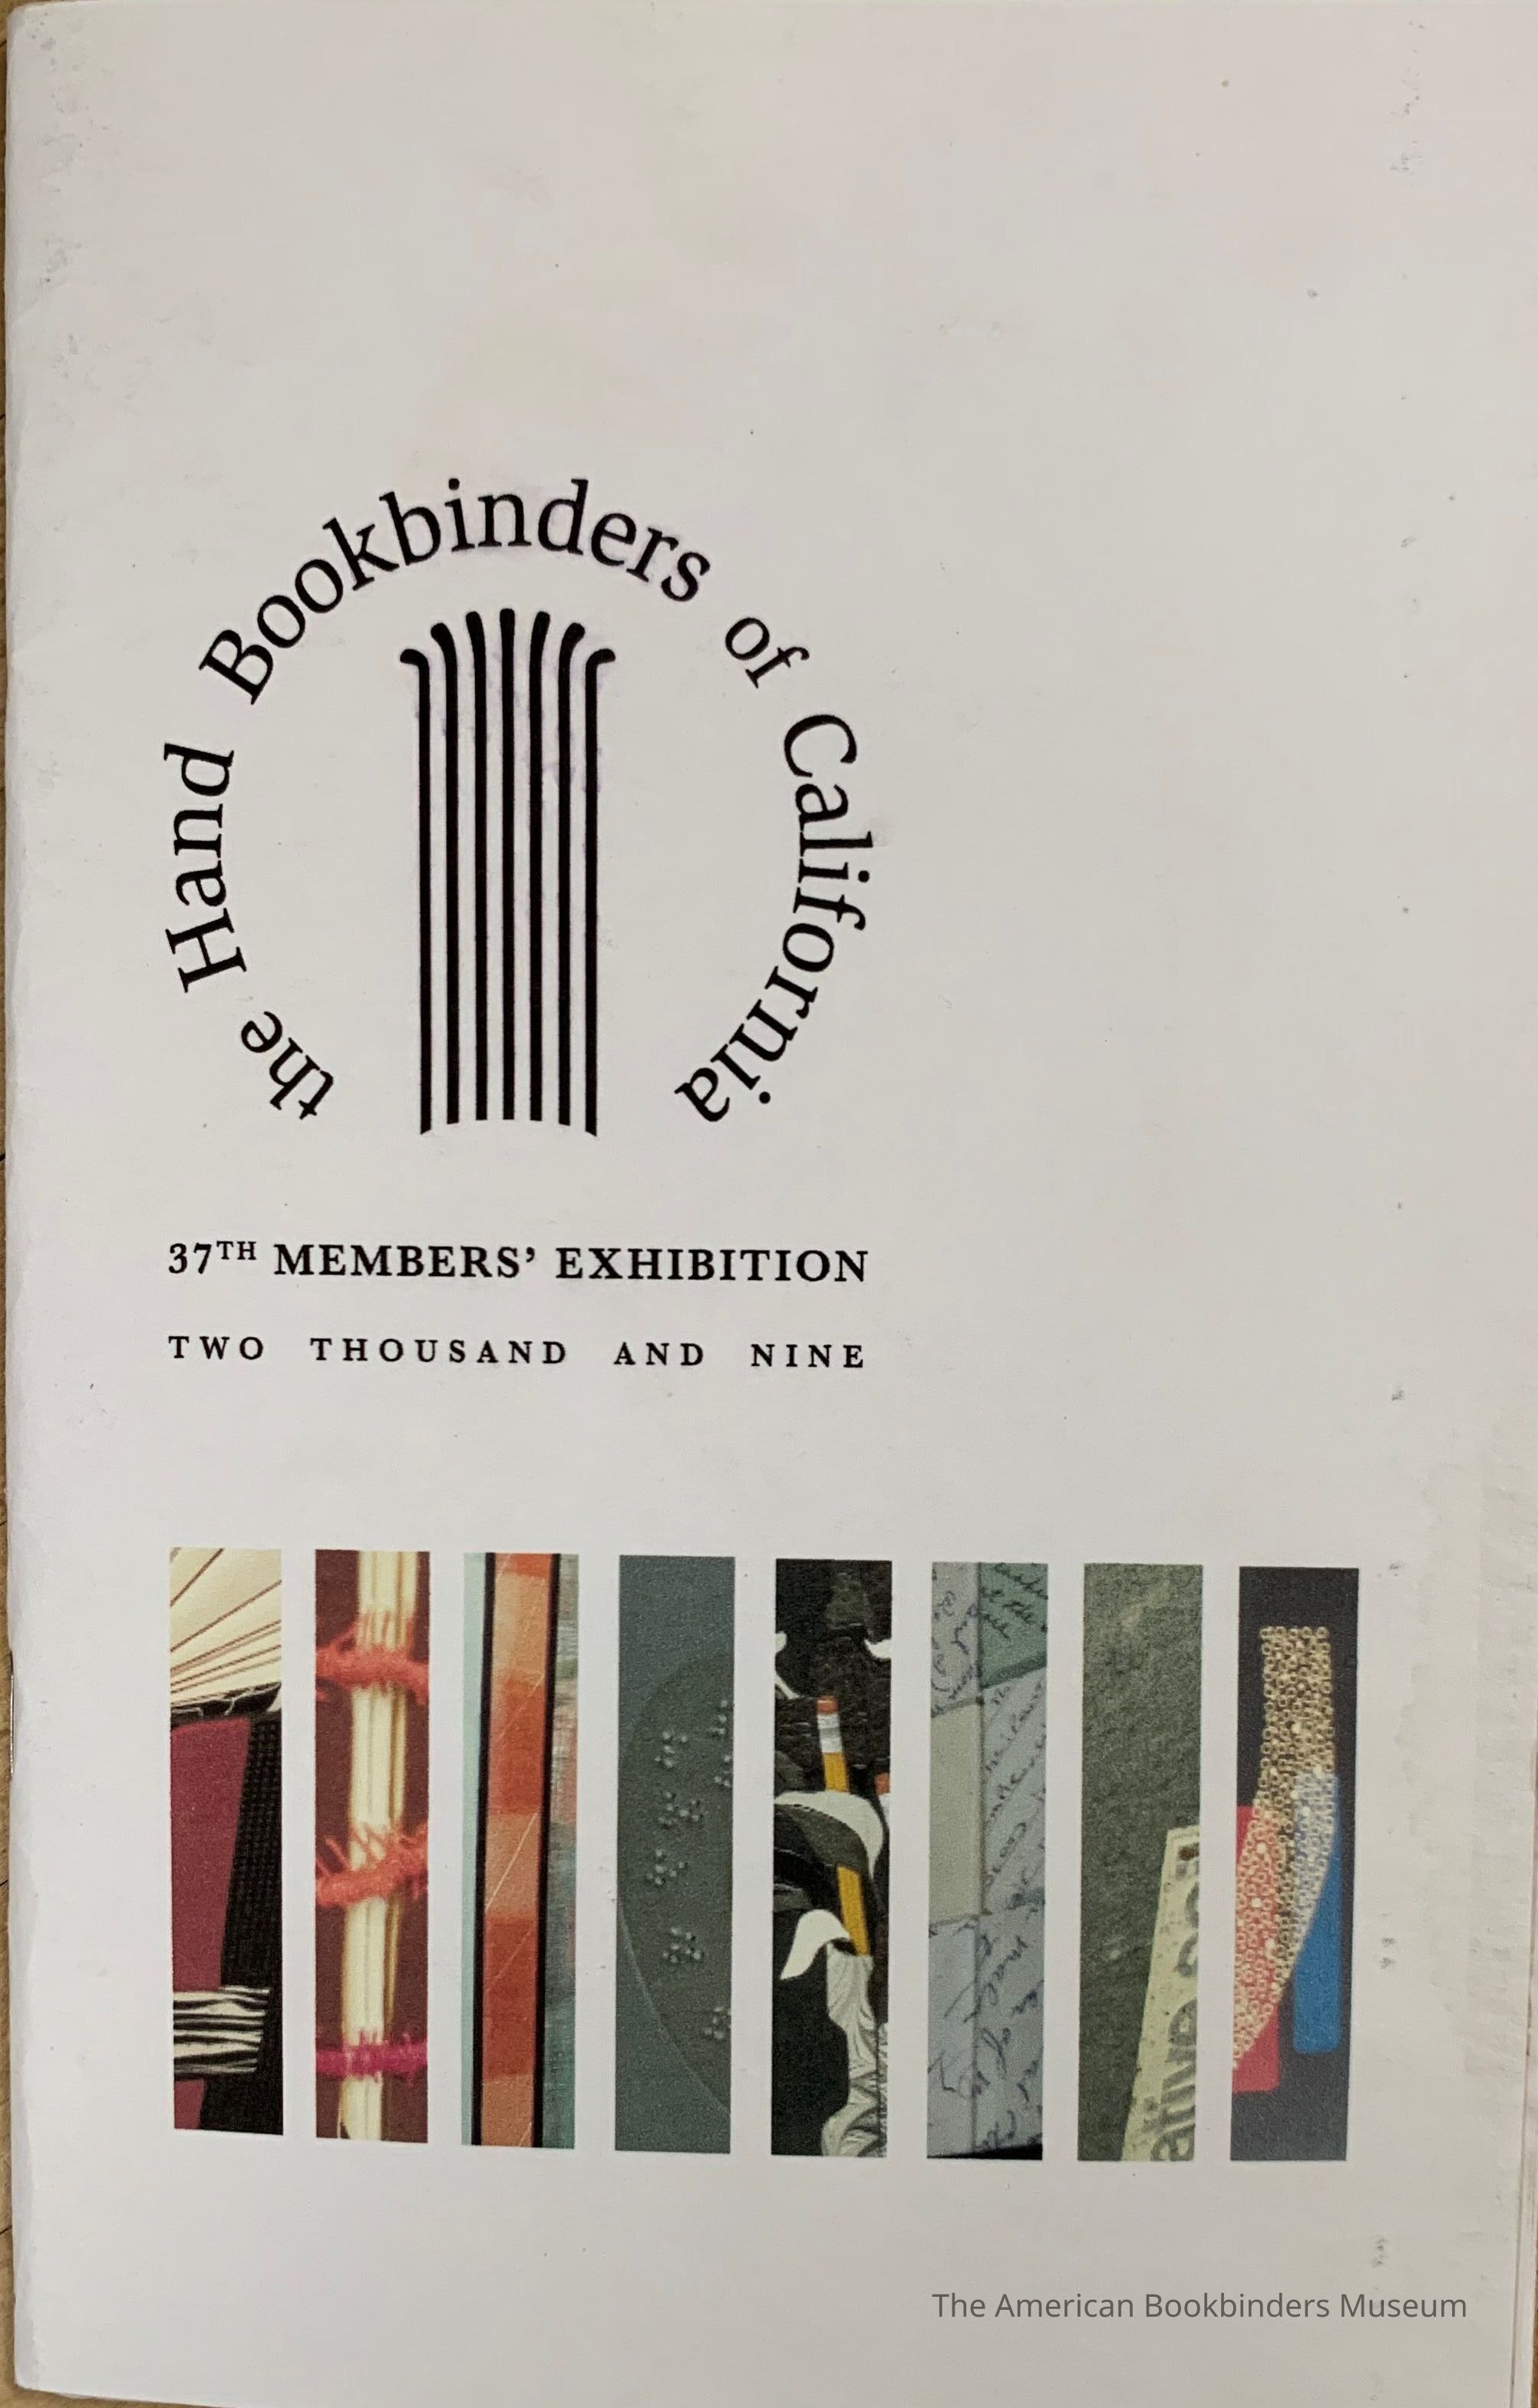 the Hand Bookbinders of California
37TH MEMBERS' EXHIBITION
TWO THOUSAND AND NINE
The American Bookbinders Museum